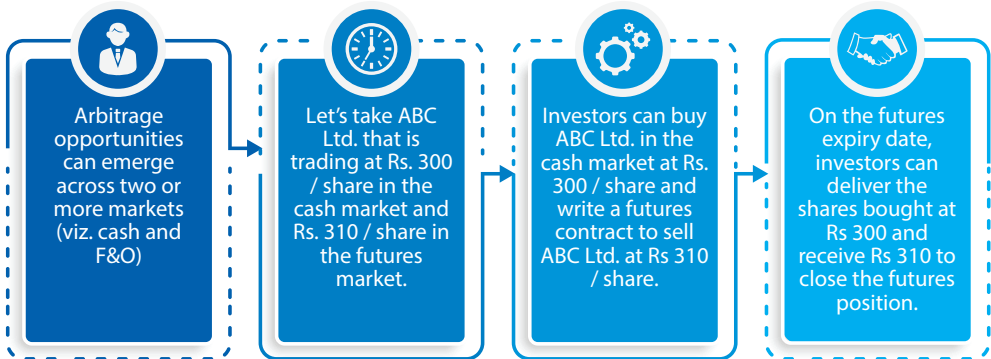 Arbitrage
opportunities
can emerge
across two or
more markets
(viz. cash and
F&O)
Let’s take ABC
Ltd. that is
trading at Rs. 300
/ share in the
cash market and
Rs. 310 / share in
the futures
market.
Investors can buy
ABC Ltd. in the
cash market at Rs.
300 / share and
write a futures
contract to sell
ABC Ltd. at Rs 310
/ share.
On the futures
expiry date,
investors can
deliver the
shares bought at
Rs 300 and
receive Rs 310 to
close the futures
position.